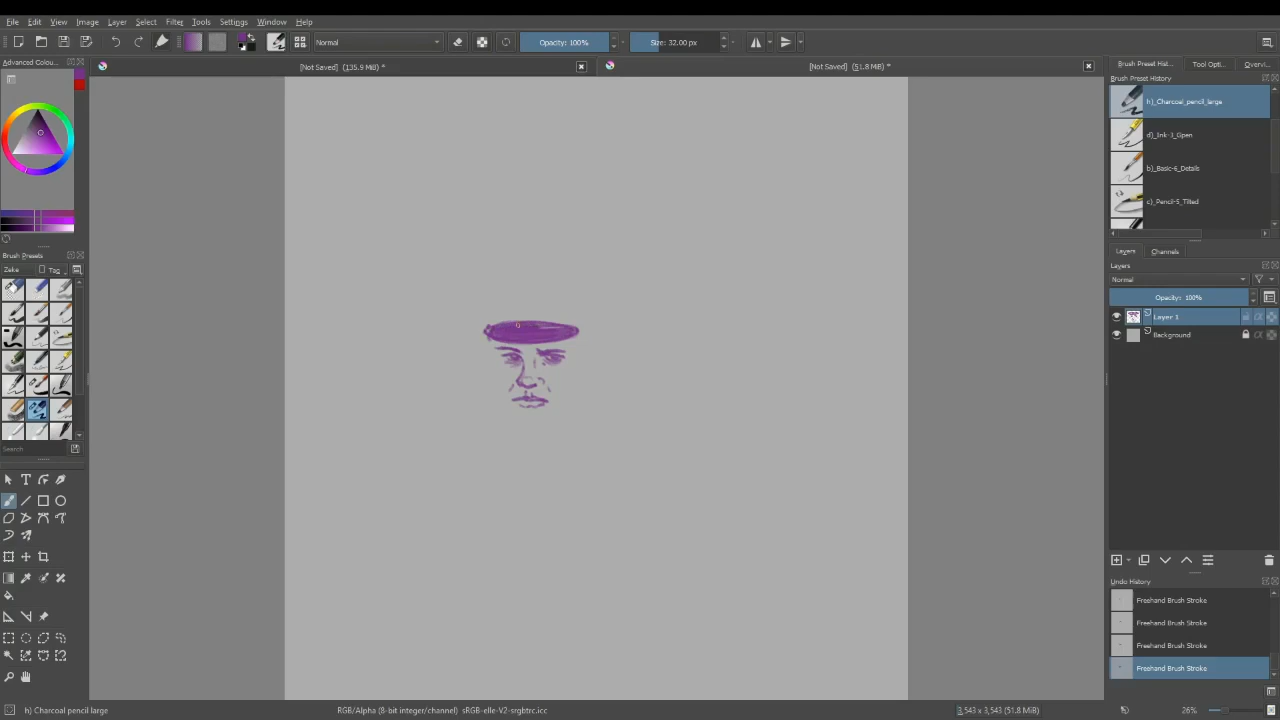 File Edit View Image Layer Select Filter Tools Settings Window Help
Normal Opacity: 100% Size: 32.00 px
Advanced Colou... [Not Saved] (135.9 MiB) * [Not Saved] (51.8 MiB) * Brush Preset Hist... Tool Opti... Overvi...
Brush Preset History
h)_Charcoal_pencil_large
d)_Ink-3_Gpen
b)_Basic-6_Details
c)_Pencil-5_Tilted
Layers Channels
Layers
Normal
Opacity: 100%
Layer 1
Background
Brush Presets
Zeke Tag
Search
Undo History
Freehand Brush Stroke
Freehand Brush Stroke
Freehand Brush Stroke
Freehand Brush Stroke
h) Charcoal pencil large RGB/Alpha (8-bit integer/channel) sRGB-elle-V2-srgbtrc.icc 3,543 x 3,543 (51.8 MiB) 26%